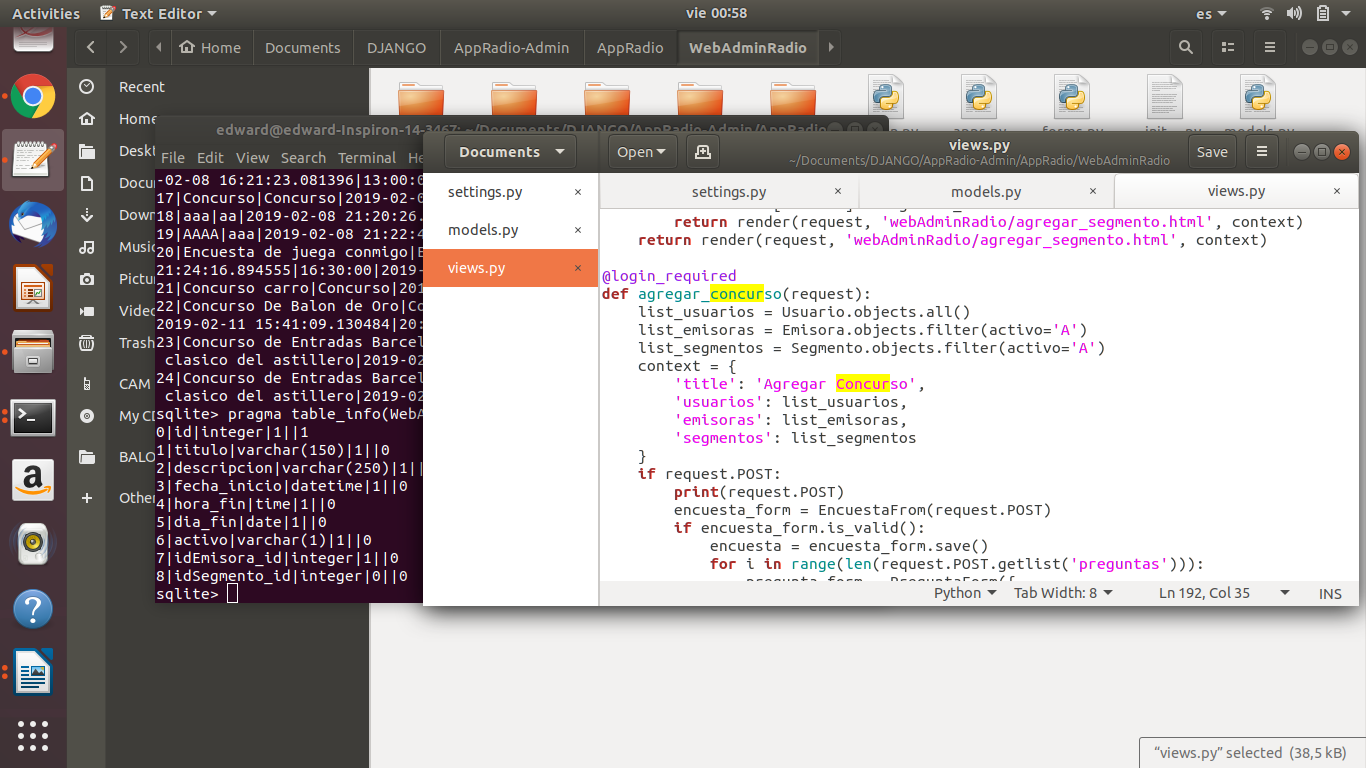 Activities
Text Editor
vie 00:58
es
Home
Documents
DJANGO
AppRadio-Admin
AppRadio
WebAdminRadio
Recent
Home
Desk
Docu
Down
Music
Pictur
Video
Trash
CAM
My CD
BALO
Other
edward@edward-Inspiron-14-3467: ~/Documents/DJANGO/AppRadio-Admin/AppRadio
File Edit View Search Terminal He
-02-08 16:21:23.081396|13:00:0
17|Concurso|Concurso|2019-02-0
18|aaa|aa|2019-02-08 21:20:26.
19|AAAA|aaa|2019-02-08 21:22:4
20|Encuesta de juega conmigo|E
21:24:16.894555|16:30:00|2019-
21|Concurso carro|Concurso|201
22|Concurso De Balon de Oro|Co
2019-02-11 15:41:09.130484|20:
23|Concurso de Entradas Barcel
clasico del astillero|2019-02
24|Concurso de Entradas Barcel
clasico del astillero|2019-02
sqlite> pragma table_info(WebA
0|id|integer|1||1
1|titulo|varchar(150)|1||0
2|descripcion|varchar(250)|1||
3|fecha_inicio|datetime|1||0
4|hora_fin|time|1||0
5|dia_fin|date|1||0
6|activo|varchar(1)|1||0
7|idEmisora_id|integer|1||0
8|idSegmento_id|integer|0||0
sqlite>
Documents
Open
views.py
~/Documents/DJANGO/AppRadio-Admin/AppRadio/WebAdminRadio
Save
settings.py
models.py
views.py
settings.py
models.py
views.py
return render(request, 'webAdminRadio/agregar_segmento.html', context)
return render(request, 'webAdminRadio/agregar_segmento.html', context)
@login_required
def agregar_concurso(request):
list_usuarios = Usuario.objects.all()
list_emisoras = Emisora.objects.filter(activo='A')
list_segmentos = Segmento.objects.filter(activo='A')
context = {
'title': 'Agregar Concurso',
'usuarios': list_usuarios,
'emisoras': list_emisoras,
'segmentos': list_segmentos
}
if request.POST:
print(request.POST)
encuesta_form = EncuestaFrom(request.POST)
if encuesta_form.is_valid():
encuesta = encuesta_form.save()
for i in range(len(request.POST.getlist('preguntas'))):
pregunta_form = PreguntaForm({
Python
Tab Width: 8
Ln 192, Col 35
INS
“views.py” selected (38,5 kB)